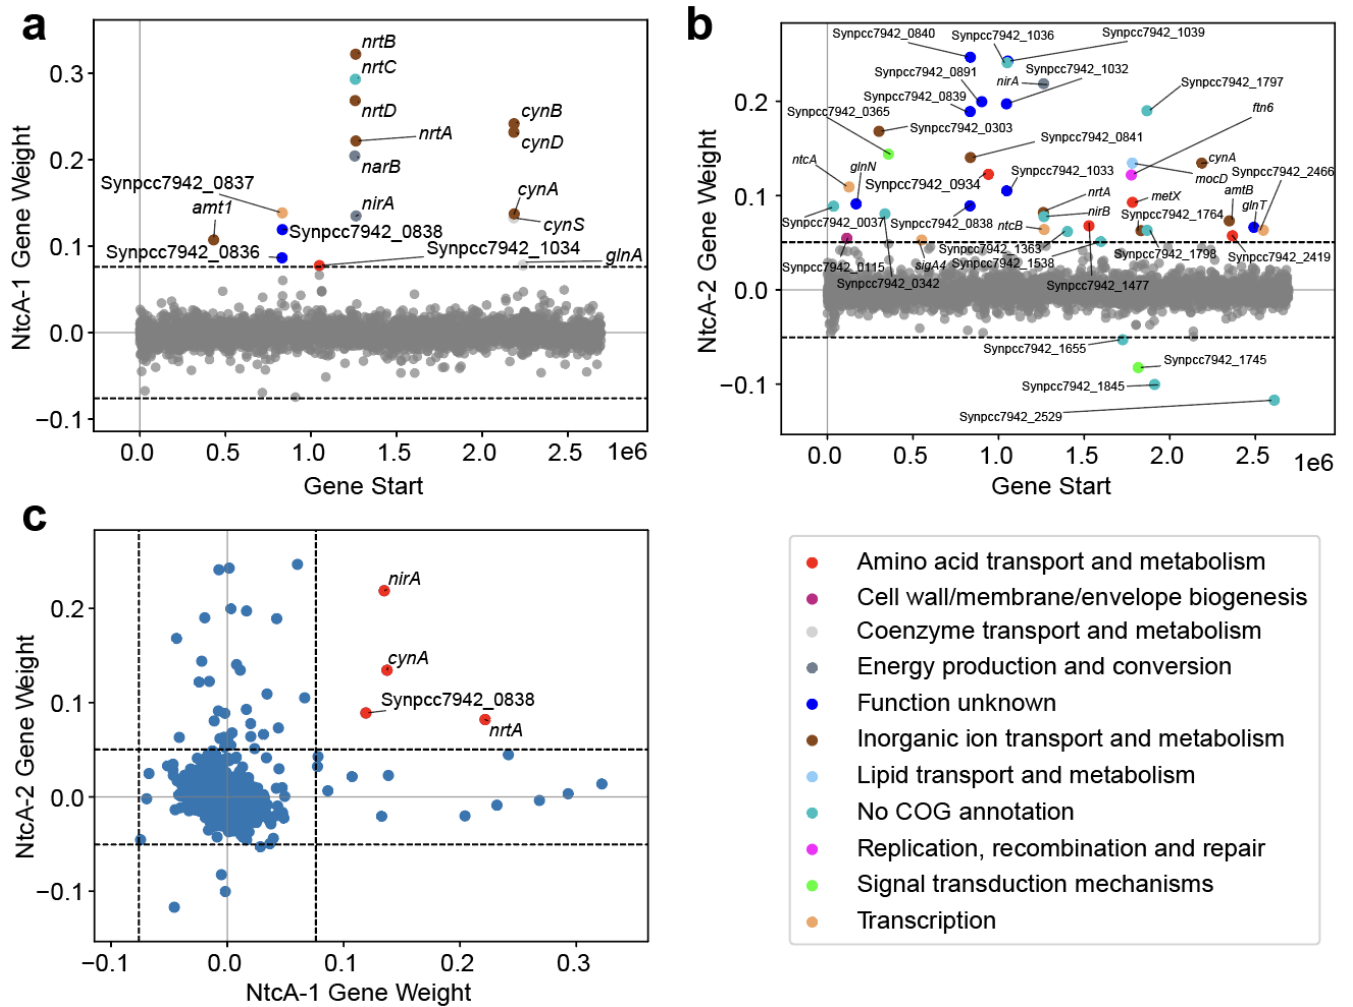 a
NtcA-1 Gene Weight
0.3
0.2
0.1
0.0
−0.1
nrtB
nrtC
nrtD
nrtA
narB
nirA
cynB
cynD
cynA
cynS
Synpcc7942_0837
amt1
Synpcc7942_0838
Synpcc7942_0836
Synpcc7942_1034
glnA
0.0 0.5 1.0 1.5 2.0 2.5 1e6
Gene Start
b
NtcA-2 Gene Weight
0.2
0.1
0.0
−0.1
Synpcc7942_0840
Synpcc7942_1036
Synpcc7942_1039
Synpcc7942_0891
nirA
Synpcc7942_1032
Synpcc7942_0839
Synpcc7942_1797
Synpcc7942_0365
ftn6
Synpcc7942_0303
Synpcc7942_0841
ntcA
glnN
Synpcc7942_1033
cynA
mocD
Synpcc7942_2466
Synpcc7942_0934
nrtA
metX
amtB
glnT
nirB
Synpcc7942_1764
Synpcc7942_0037
Synpcc7942_0838
ntcB
Synpcc7942_1363
Synpcc7942_1798
Synpcc7942_2419
Synpcc7942_0115
sigA4
Synpcc7942_1538
Synpcc7942_0342
Synpcc7942_1477
Synpcc7942_1655
Synpcc7942_1745
Synpcc7942_1845
Synpcc7942_2529
0.0 0.5 1.0 1.5 2.0 2.5 1e6
Gene Start
c
NtcA-2 Gene Weight
0.2
0.1
0.0
−0.1
nirA
cynA
Synpcc7942_0838
nrtA
−0.1 0.0 0.1 0.2 0.3
NtcA-1 Gene Weight
Amino acid transport and metabolism
Cell wall/membrane/envelope biogenesis
Coenzyme transport and metabolism
Energy production and conversion
Function unknown
Inorganic ion transport and metabolism
Lipid transport and metabolism
No COG annotation
Replication, recombination and repair
Signal transduction mechanisms
Transcription